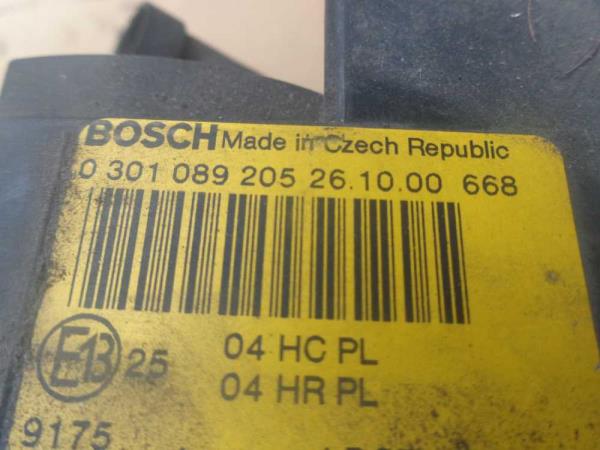 BOSCH Made in Czech Republic
0 301 089 205 26.10.00 668
04 HC PL
E13 25
04 HR PL
9175